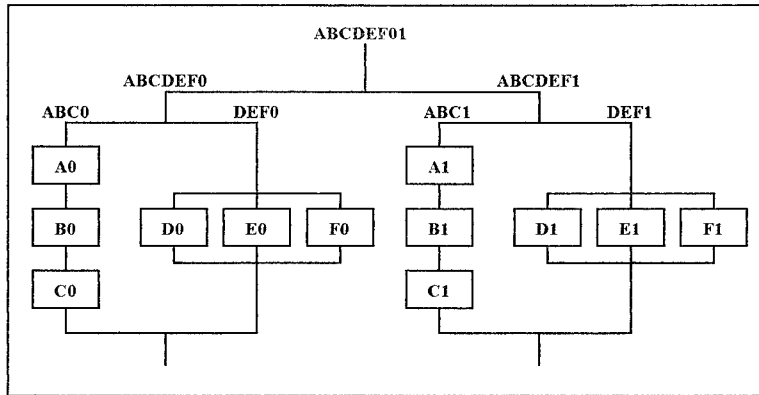 ABCDEF01
ABCDEF0 ABCDEF1
ABC0 DEF0 ABC1 DEF1
A0 A1
B0 D0 E0 F0 B1 D1 E1 F1
C0 C1